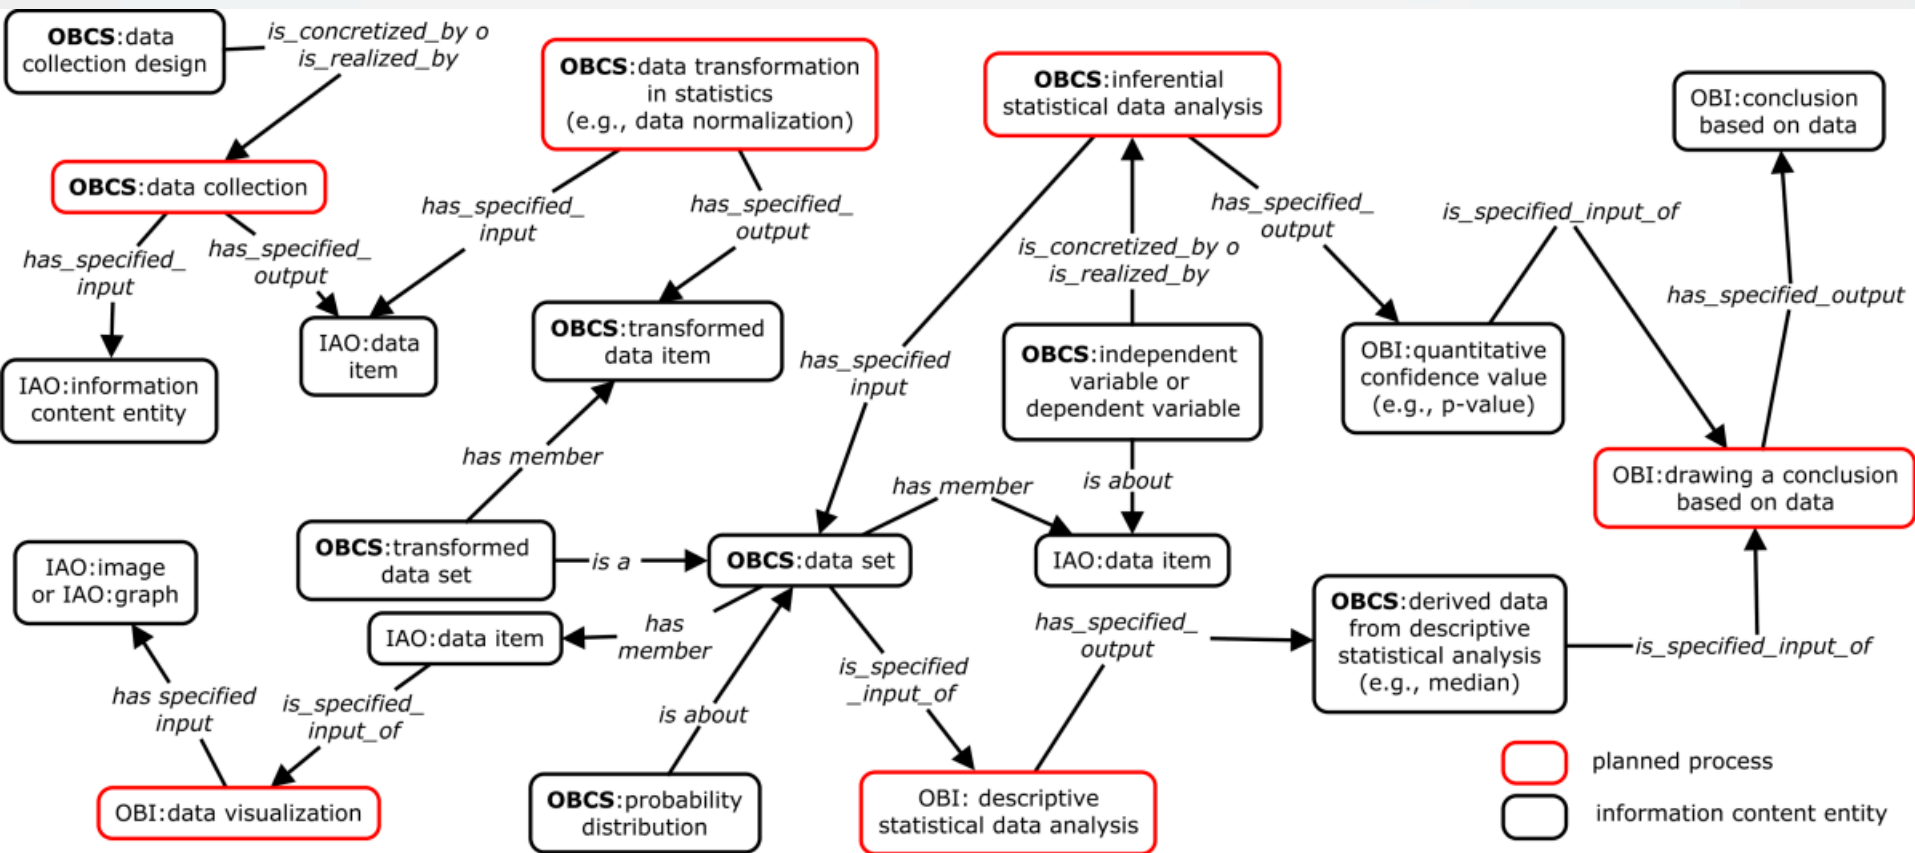 OBCS:data
collection design
is_concretized_by o
is_realized_by
OBCS:data transformation
in statistics
(e.g., data normalization)
OBCS:inferential
statistical data analysis
OBI:conclusion
based on data
OBCS:data collection
has_specified_
input
has_specified_
output
has_specified_
input
has_specified_
output
is_concretized_by o
is_realized_by
has_specified_
output
is_specified_input_of
has_specified_output
IAO:information
content entity
IAO:data
item
OBCS:transformed
data item
has_specified
input
OBCS:independent
variable or
dependent variable
OBI:quantitative
confidence value
(e.g., p-value)
has member
has member
is about
OBI:drawing a conclusion
based on data
IAO:image
or IAO:graph
OBCS:transformed
data set
is a
OBCS:data set
IAO:data item
IAO:data item
has
member
has_specified_
output
OBCS:derived data
from descriptive
statistical analysis
(e.g., median)
is_specified_input_of
has specified
input
is_specified_
input_of
is about
is_specified
_input_of
OBI:data visualization
OBCS:probability
distribution
OBI: descriptive
statistical data analysis
planned process
information content entity